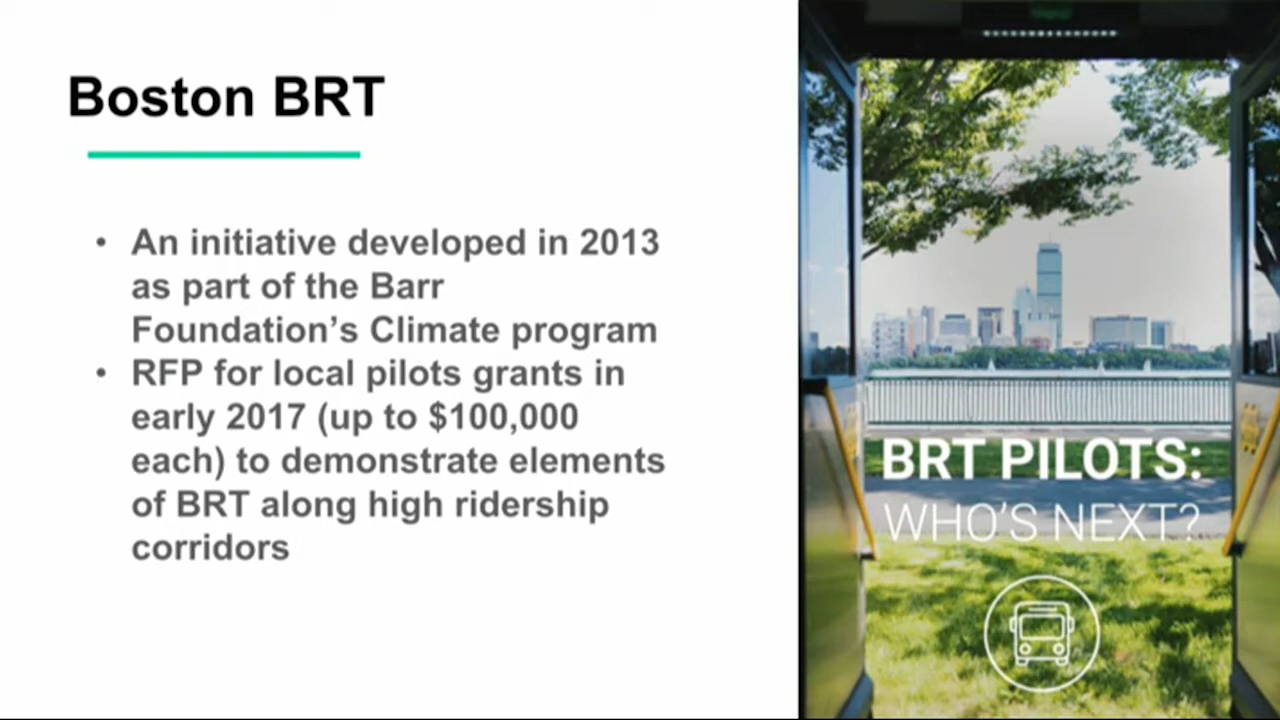 Boston BRT
• An initiative developed in 2013
as part of the Barr
Foundation’s Climate program
• RFP for local pilots grants in
early 2017 (up to $100,000
each) to demonstrate elements
of BRT along high ridership
corridors
BRT PILOTS:
WHO'S NEXT?